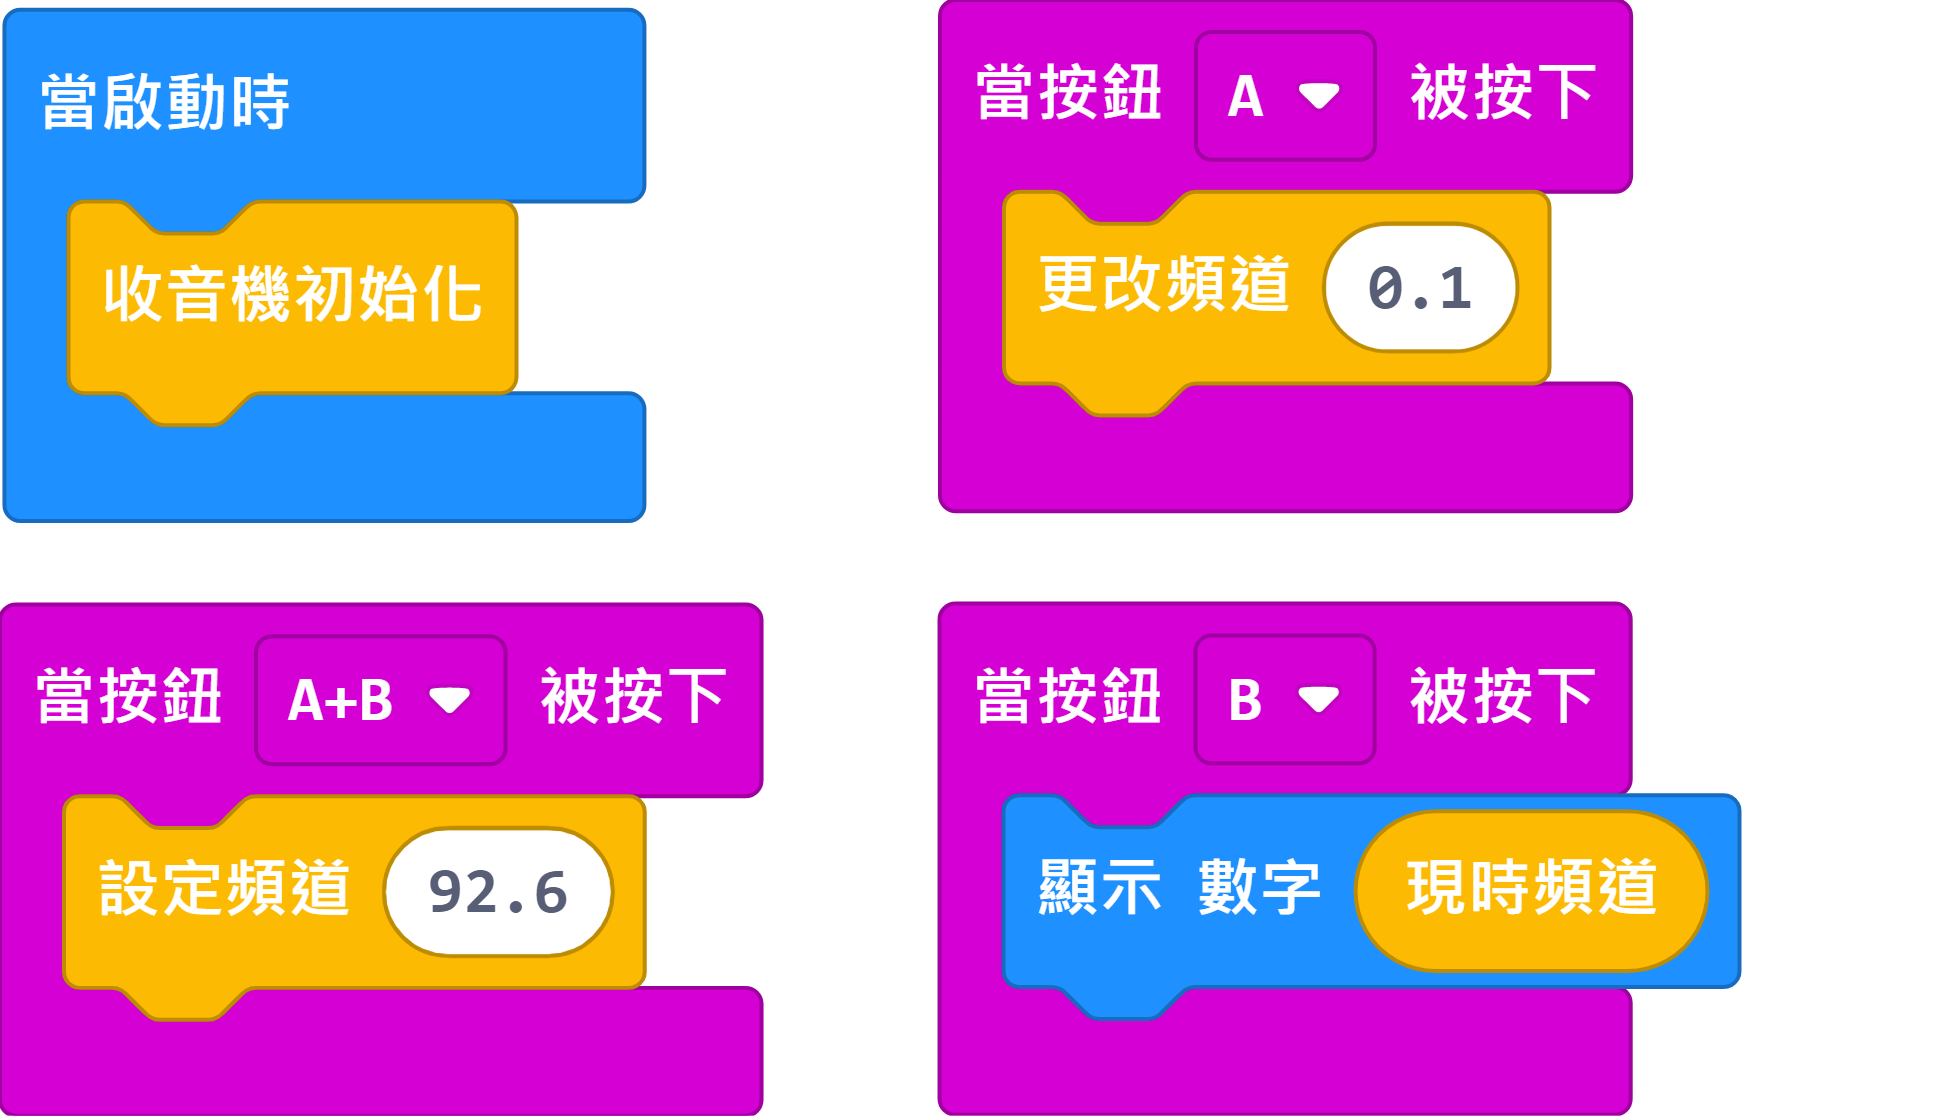 當啟動時
收音機初始化
當按鈕 A 被按下
更改頻道 0.1
當按鈕 A+B 被按下
設定頻道 92.6
當按鈕 B 被按下
顯示 數字 現時頻道